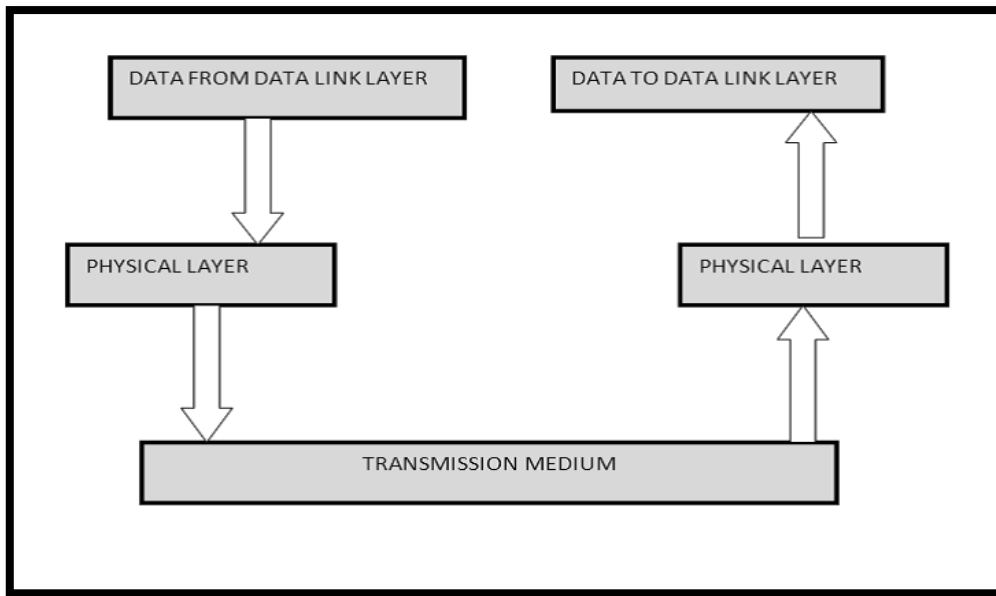 DATA FROM DATA LINK LAYER
DATA TO DATA LINK LAYER
PHYSICAL LAYER
PHYSICAL LAYER
TRANSMISSION MEDIUM